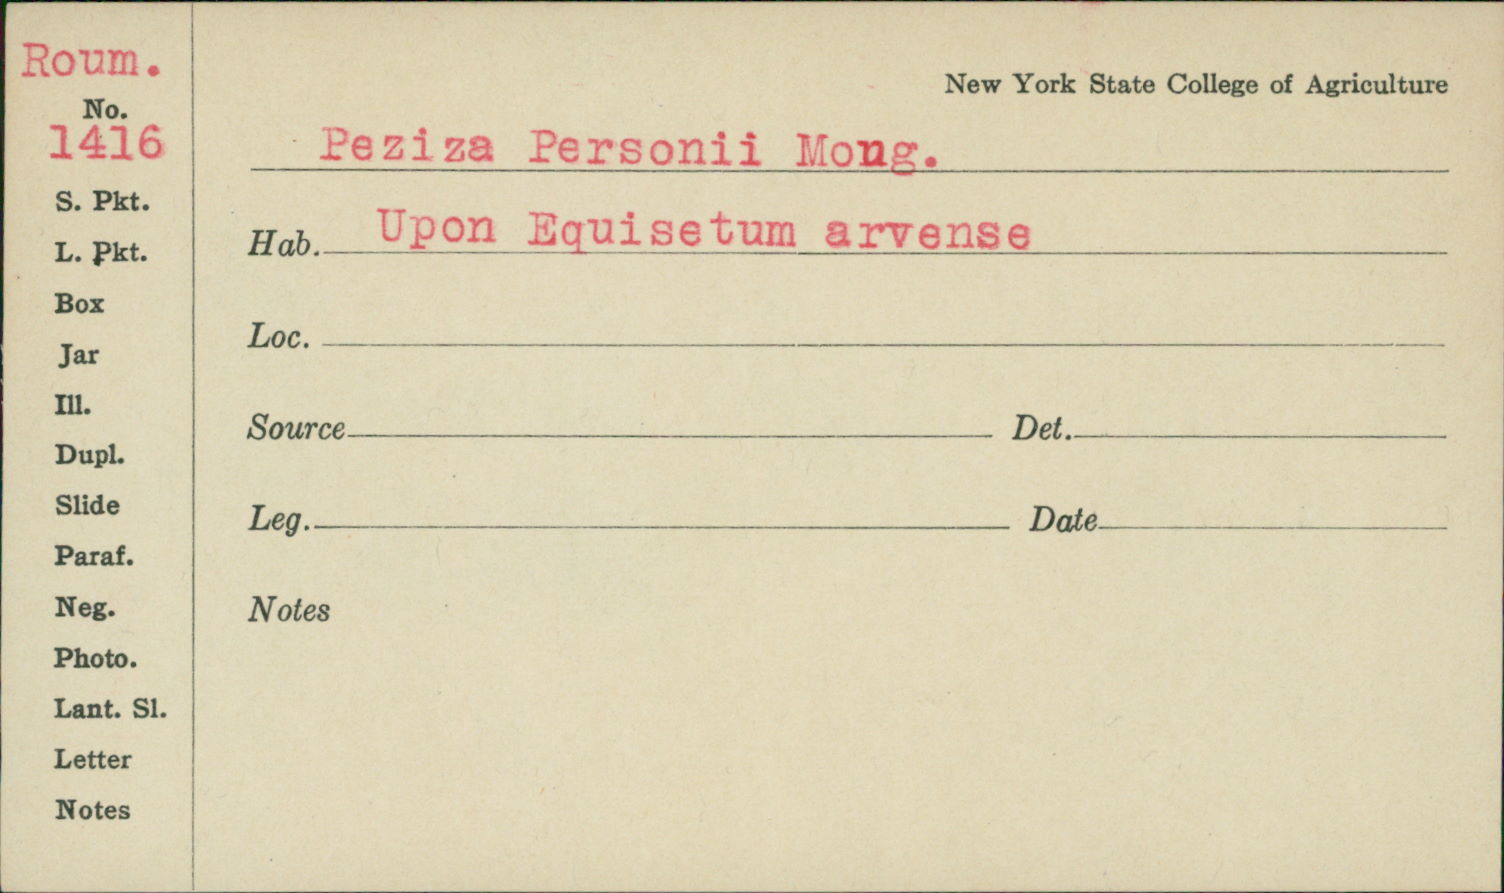 Roum.
No.
1416
S. Pkt.
L. Pkt.
Box
Jar
Ill.
Dupl.
Slide
Paraf.
Neg.
Photo.
Lant. Sl.
Letter
Notes
New York State College of Agriculture
Peziza Personii Moug.
Hab. Upon Equisetum arvense
Loc.
Source Det.
Leg. Date
Notes